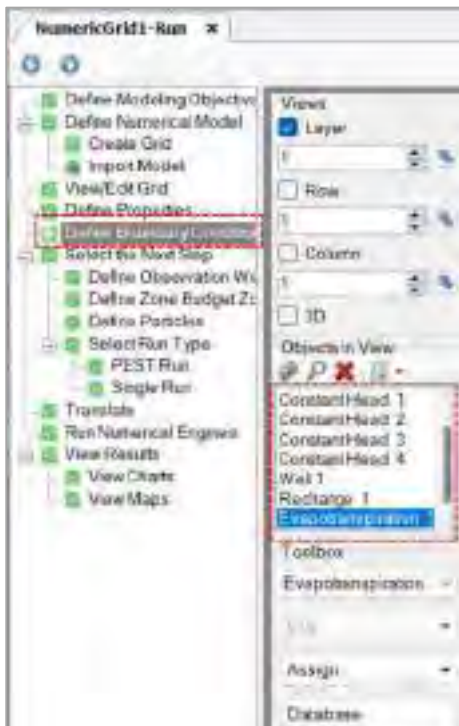 NumericGrid1-Run
Define Modeling Objective
Define Numerical Model
Create Grid
Import Model
View/Edit Grid
Define Properties
Define Boundary Conditio
Select the Next Step
Define Observation We
Define Zone Budget Zo
Define Particles
Select Run Type
PEST Run
Single Run
Translate
Run Numerical Engines
View Results
View Charts
View Maps
Views
Layer
1
Row
1
Column
1
3D
Objects in View
ConstantHead 1
ConstantHead 2
ConstantHead 3
ConstantHead 4
Well 1
Recharge 1
Evapotranspiration 1
Toolbox
Evapotranspiration
Assign
Database